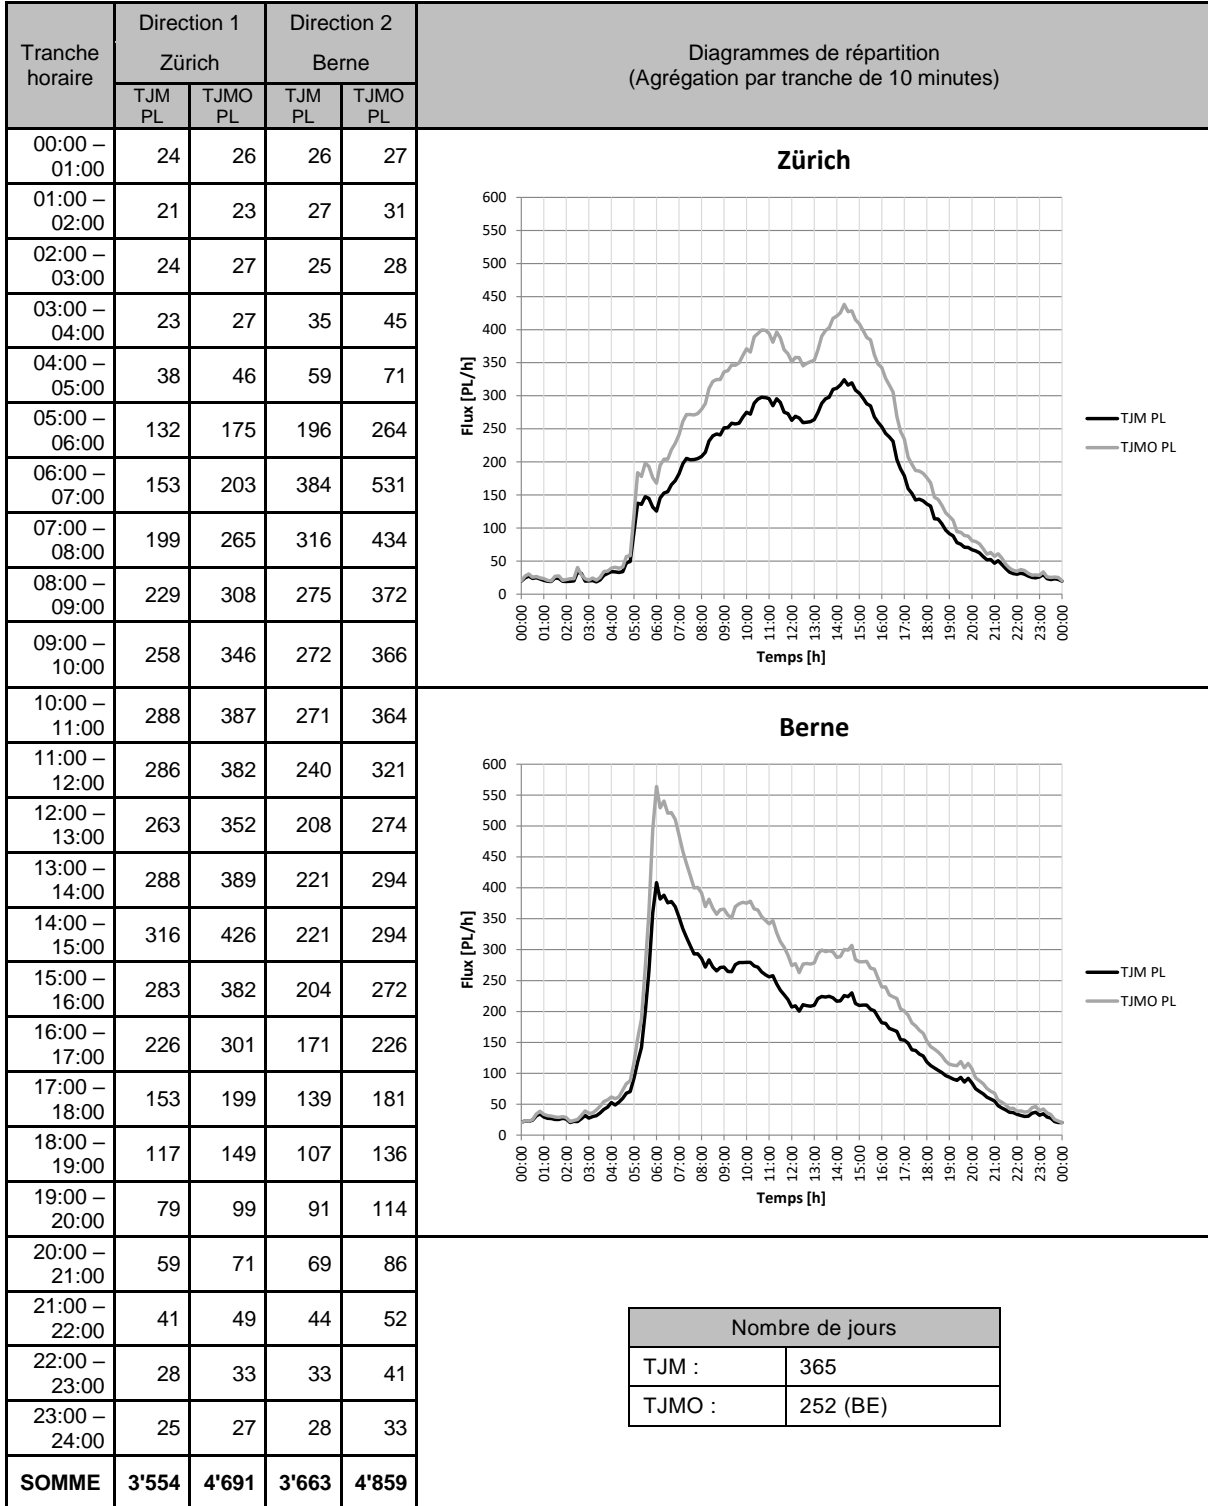 Tranche horaire
Direction 1
Direction 2
Zürich
Berne
TJM PL
TJMO PL
TJM PL
TJMO PL
Diagrammes de répartition
(Agrégation par tranche de 10 minutes)
00:00 – 01:00 24 26 26 27
01:00 – 02:00 21 23 27 31
02:00 – 03:00 24 27 25 28
03:00 – 04:00 23 27 35 45
04:00 – 05:00 38 46 59 71
05:00 – 06:00 132 175 196 264
06:00 – 07:00 153 203 384 531
07:00 – 08:00 199 265 316 434
08:00 – 09:00 229 308 275 372
09:00 – 10:00 258 346 272 366
10:00 – 11:00 288 387 271 364
11:00 – 12:00 286 382 240 321
12:00 – 13:00 263 352 208 274
13:00 – 14:00 288 389 221 294
14:00 – 15:00 316 426 221 294
15:00 – 16:00 283 382 204 272
16:00 – 17:00 226 301 171 226
17:00 – 18:00 153 199 139 181
18:00 – 19:00 117 149 107 136
19:00 – 20:00 79 99 91 114
20:00 – 21:00 59 71 69 86
21:00 – 22:00 41 49 44 52
22:00 – 23:00 28 33 33 41
23:00 – 24:00 25 27 28 33
SOMME 3'554 4'691 3'663 4'859
Zürich
600
550
500
450
400
350
300
250
200
150
100
50
0
Flux [PL/h]
00:00 01:00 02:00 03:00 04:00 05:00 06:00 07:00 08:00 09:00 10:00 11:00 12:00 13:00 14:00 15:00 16:00 17:00 18:00 19:00 20:00 21:00 22:00 23:00 00:00
Temps [h]
TJM PL
TJMO PL
Berne
600
550
500
450
400
350
300
250
200
150
100
50
0
Flux [PL/h]
00:00 01:00 02:00 03:00 04:00 05:00 06:00 07:00 08:00 09:00 10:00 11:00 12:00 13:00 14:00 15:00 16:00 17:00 18:00 19:00 20:00 21:00 22:00 23:00 00:00
Temps [h]
TJM PL
TJMO PL
Nombre de jours
TJM : 365
TJMO : 252 (BE)